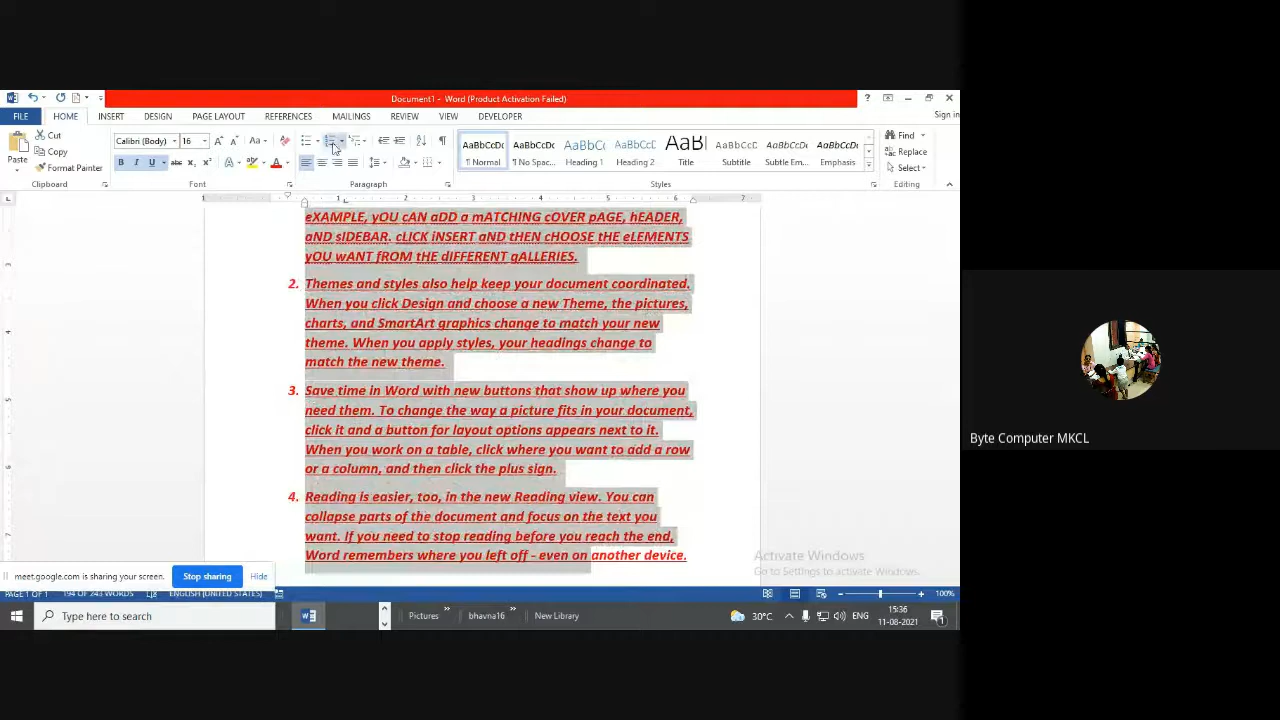 Document1 - Word (Product Activation Failed)
Sign in
FILE HOME INSERT DESIGN PAGE LAYOUT REFERENCES MAILINGS REVIEW VIEW DEVELOPER
Cut
Copy
Format Painter
Paste
Clipboard
Calibri (Body) 16
B I U abc
Font
Paragraph
AaBbCcDc AaBbCcDc AaBbCc AaBbCcC AaBl AaBbCcC AaBbCcDc AaBbCcDc
¶ Normal ¶ No Spac... Heading 1 Heading 2 Title Subtitle Subtle Em... Emphasis
Styles
Find
Replace
Select
Editing
eXAMPLE, yOU cAN aDD a mATCHING cOVER pAGE, hEADER,
aND sIDEBAR. cLICK iNSERT aND tHEN cHOOSE tHE eLEMENTS
yOU wANT fROM tHE dIFFERENT gALLERIES.
2. Themes and styles also help keep your document coordinated.
When you click Design and choose a new Theme, the pictures,
charts, and SmartArt graphics change to match your new
theme. When you apply styles, your headings change to
match the new theme.
3. Save time in Word with new buttons that show up where you
need them. To change the way a picture fits in your document,
click it and a button for layout options appears next to it.
When you work on a table, click where you want to add a row
or a column, and then click the plus sign.
4. Reading is easier, too, in the new Reading view. You can
collapse parts of the document and focus on the text you
want. If you need to stop reading before you reach the end,
Word remembers where you left off - even on another device.
Activate Windows
Go to Settings to activate Windows.
meet.google.com is sharing your screen. Stop sharing Hide
PAGE 1 OF 1 194 OF 243 WORDS ENGLISH (UNITED STATES) 100%
Type here to search Pictures bhavna16 New Library 30°C ENG
15:36
11-08-2021
Byte Computer MKCL